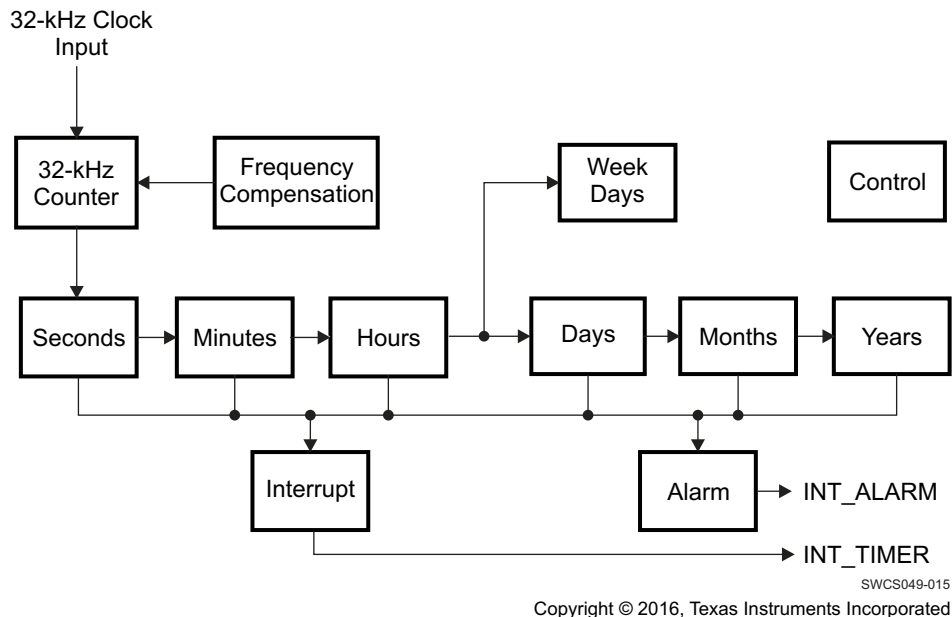 32-kHz Clock
Input
32-kHz
Counter
Frequency
Compensation
Week
Days
Control
Seconds
Minutes
Hours
Days
Months
Years
Interrupt
Alarm
INT_ALARM
INT_TIMER
SWCS049-015
Copyright © 2016, Texas Instruments Incorporated